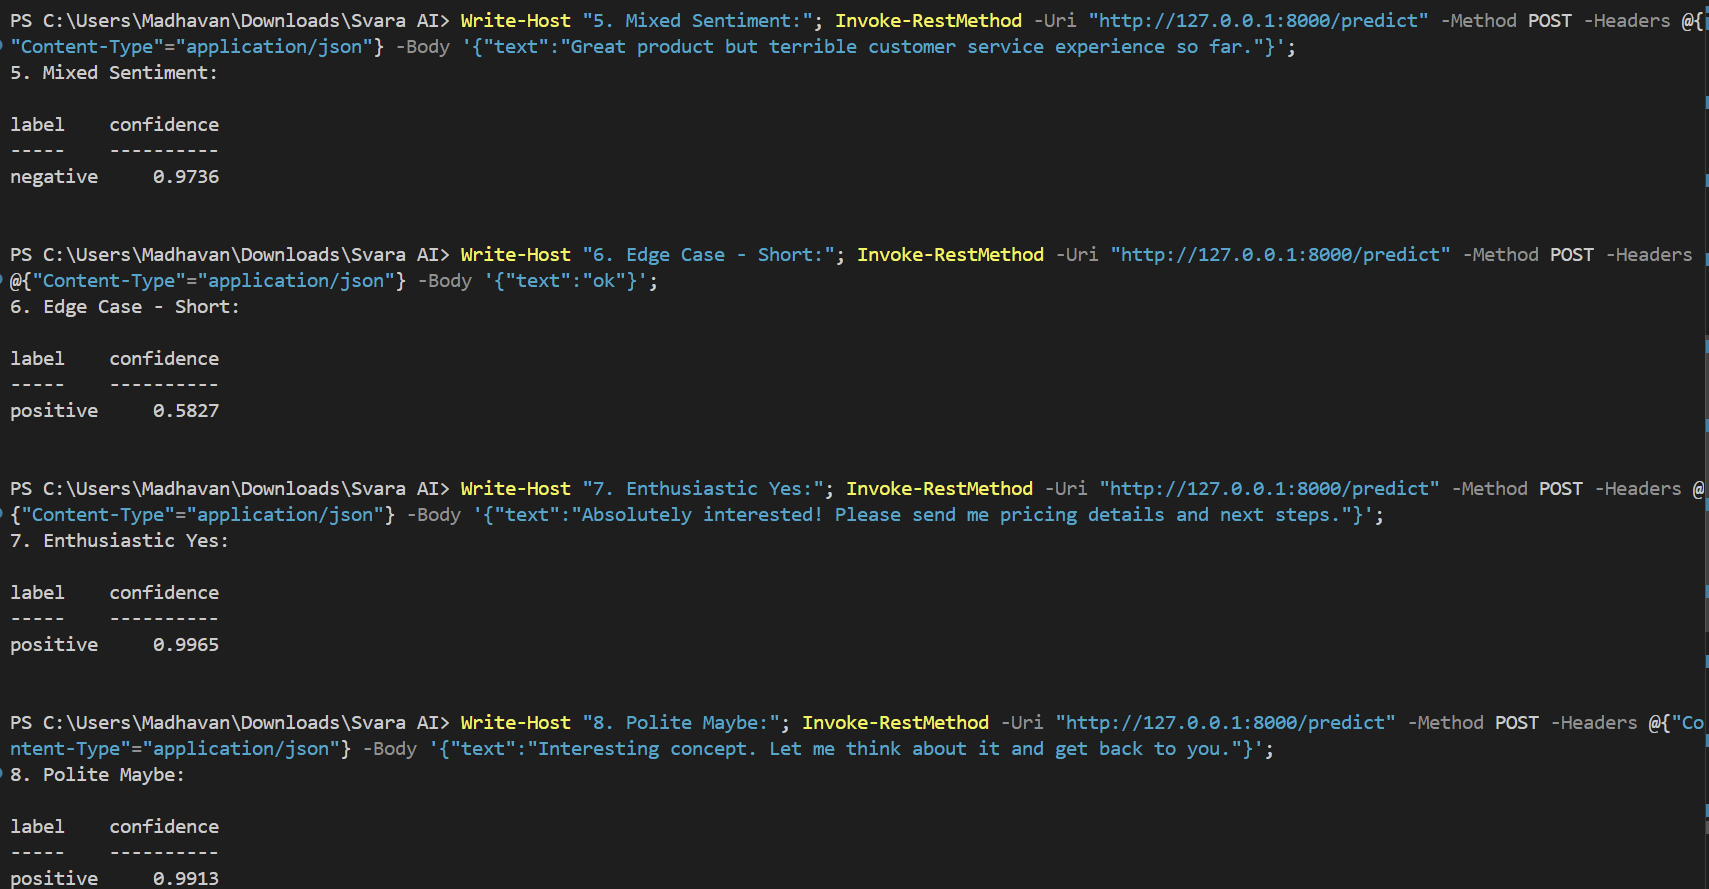 PS C:\Users\Madhavan\Downloads\Svara AI> Write-Host "5. Mixed Sentiment:"; Invoke-RestMethod -Uri "http://127.0.0.1:8000/predict" -Method POST -Headers @{
"Content-Type"="application/json"} -Body '{"text":"Great product but terrible customer service experience so far."}';
5. Mixed Sentiment:
label    confidence
-----    ----------
negative     0.9736
PS C:\Users\Madhavan\Downloads\Svara AI> Write-Host "6. Edge Case - Short:"; Invoke-RestMethod -Uri "http://127.0.0.1:8000/predict" -Method POST -Headers
@{"Content-Type"="application/json"} -Body '{"text":"ok"}';
6. Edge Case - Short:
label    confidence
-----    ----------
positive     0.5827
PS C:\Users\Madhavan\Downloads\Svara AI> Write-Host "7. Enthusiastic Yes:"; Invoke-RestMethod -Uri "http://127.0.0.1:8000/predict" -Method POST -Headers @
{"Content-Type"="application/json"} -Body '{"text":"Absolutely interested! Please send me pricing details and next steps."}';
7. Enthusiastic Yes:
label    confidence
-----    ----------
positive     0.9965
PS C:\Users\Madhavan\Downloads\Svara AI> Write-Host "8. Polite Maybe:"; Invoke-RestMethod -Uri "http://127.0.0.1:8000/predict" -Method POST -Headers @{"Co
ntent-Type"="application/json"} -Body '{"text":"Interesting concept. Let me think about it and get back to you."}';
8. Polite Maybe:
label    confidence
-----    ----------
positive     0.9913